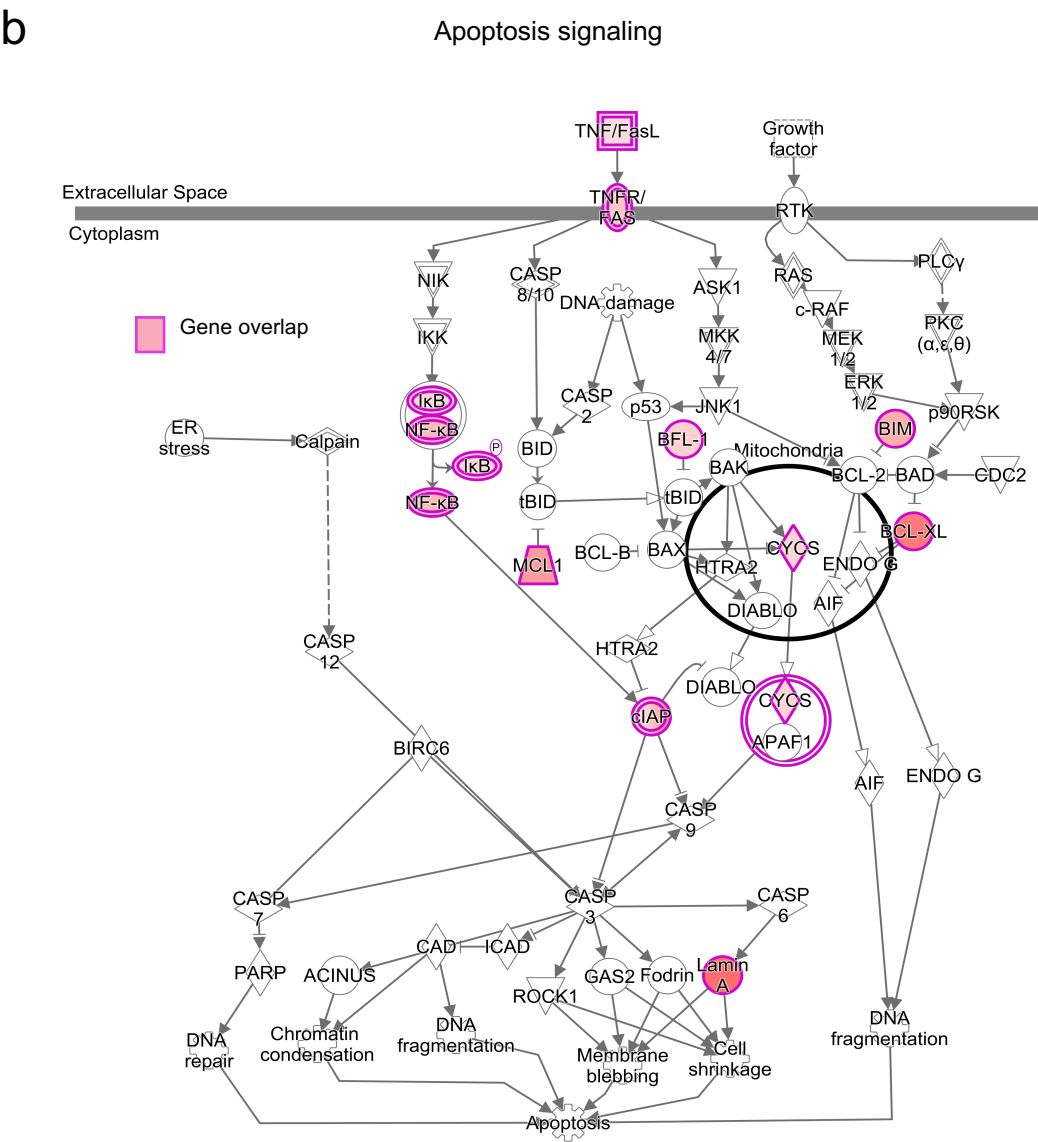 b
Apoptosis signaling
TNF/FasL
Growth
factor
Extracellular Space
TNFR/
FAS
RTK
Cytoplasm
NIK
CASP
8/10
DNA damage
ASK1
RAS
PLCγ
c-RAF
Gene overlap
IKK
MKK
4/7
MEK
1/2
PKC
(α,ε,θ)
ERK
1/2
IκB
NF-κB
CASP
2
p53
JNK1
p90RSK
ER
stress
Calpain
BFL-1
BIM
P
IκB
BID
Mitochondria
BAK
BCL-2
BAD
CDC2
NF-κB
tBID
tBID
BCL-XL
MCL1
BCL-B
BAX
HTRA2
CYCS
ENDO G
DIABLO
AIF
CASP
12
HTRA2
DIABLO
CYCS
cIAP
APAF1
BIRC6
AIF
ENDO G
CASP
9
CASP
7
CASP
3
CASP
6
CAD
ICAD
PARP
ACINUS
ROCK1
GAS2
Fodrin
Lamin
A
DNA
repair
Chromatin
condensation
DNA
fragmentation
Membrane
blebbing
Cell
shrinkage
DNA
fragmentation
Apoptosis